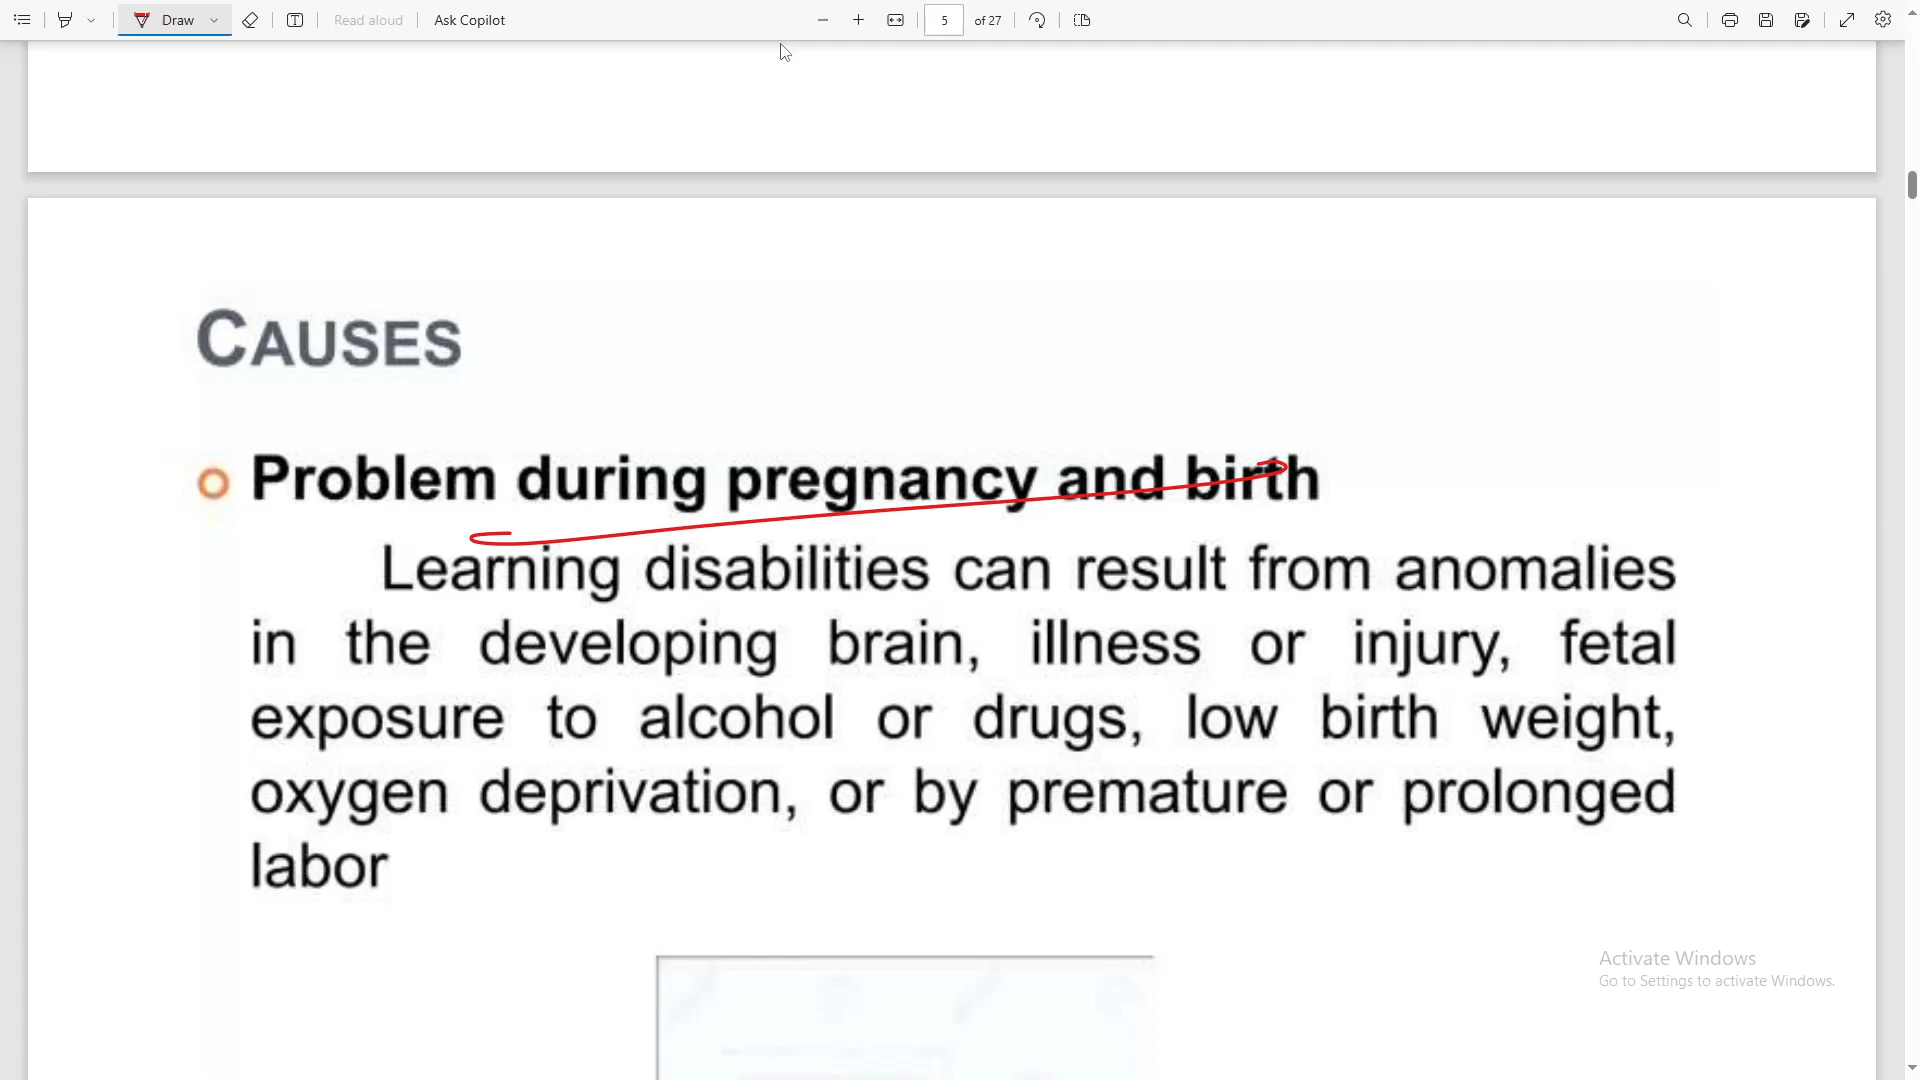 Draw Read aloud Ask Copilot 5 of 27
CAUSES
Problem during pregnancy and birth
Learning disabilities can result from anomalies
in the developing brain, illness or injury, fetal
exposure to alcohol or drugs, low birth weight,
oxygen deprivation, or by premature or prolonged
labor
Activate Windows
Go to Settings to activate Windows.